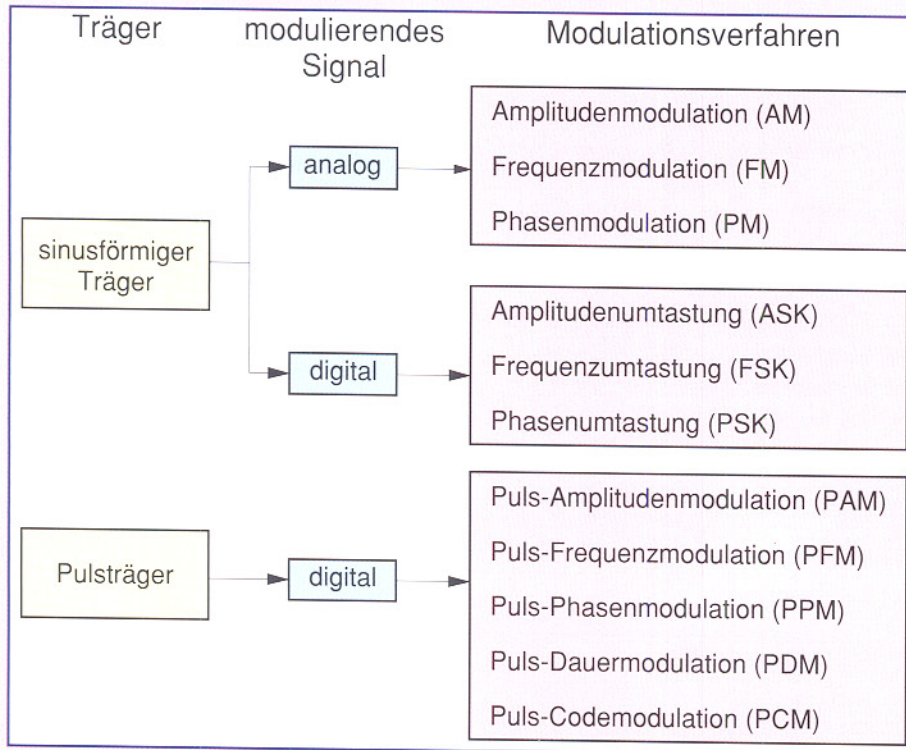 Träger
modulierendes
Signal
Modulationsverfahren
sinusförmiger
Träger
analog
Amplitudenmodulation (AM)
Frequenzmodulation (FM)
Phasenmodulation (PM)
digital
Amplitudenumtastung (ASK)
Frequenzumtastung (FSK)
Phasenumtastung (PSK)
Pulsträger
digital
Puls-Amplitudenmodulation (PAM)
Puls-Frequenzmodulation (PFM)
Puls-Phasenmodulation (PPM)
Puls-Dauermodulation (PDM)
Puls-Codemodulation (PCM)